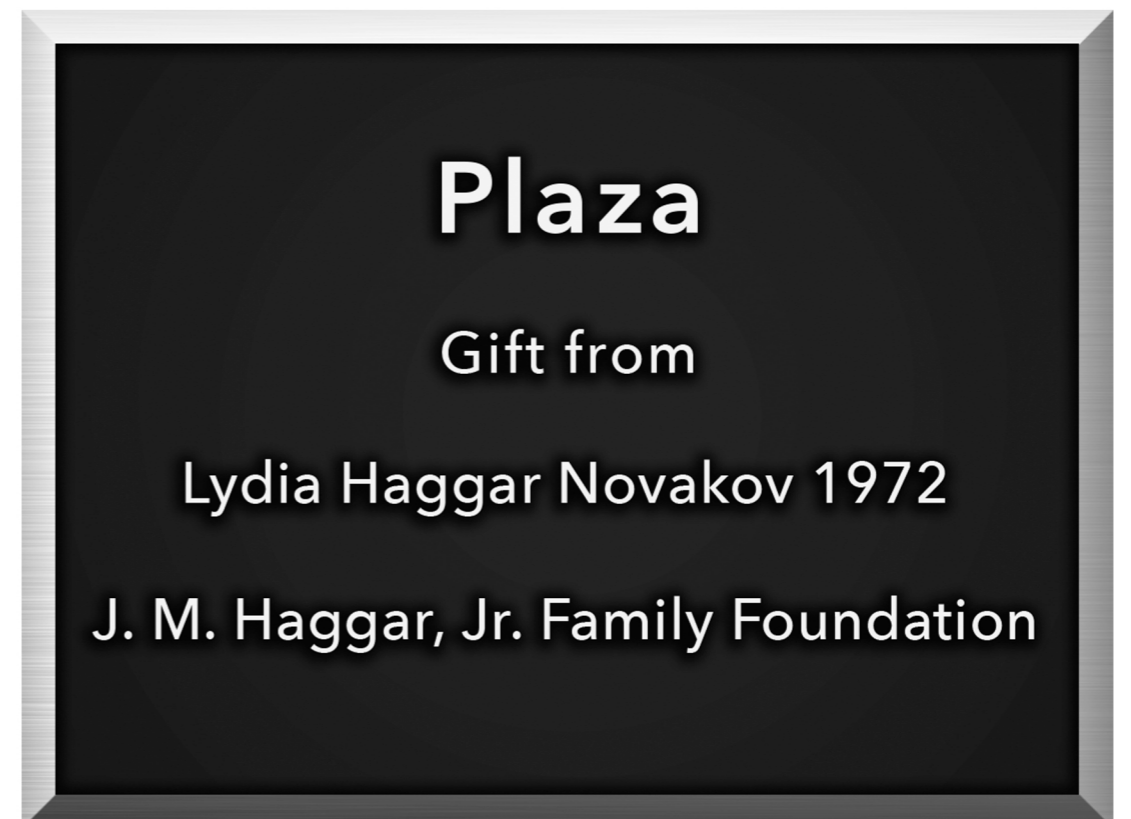 Plaza
Gift from
Lydia Haggar Novakov 1972
J. M. Haggar, Jr. Family Foundation